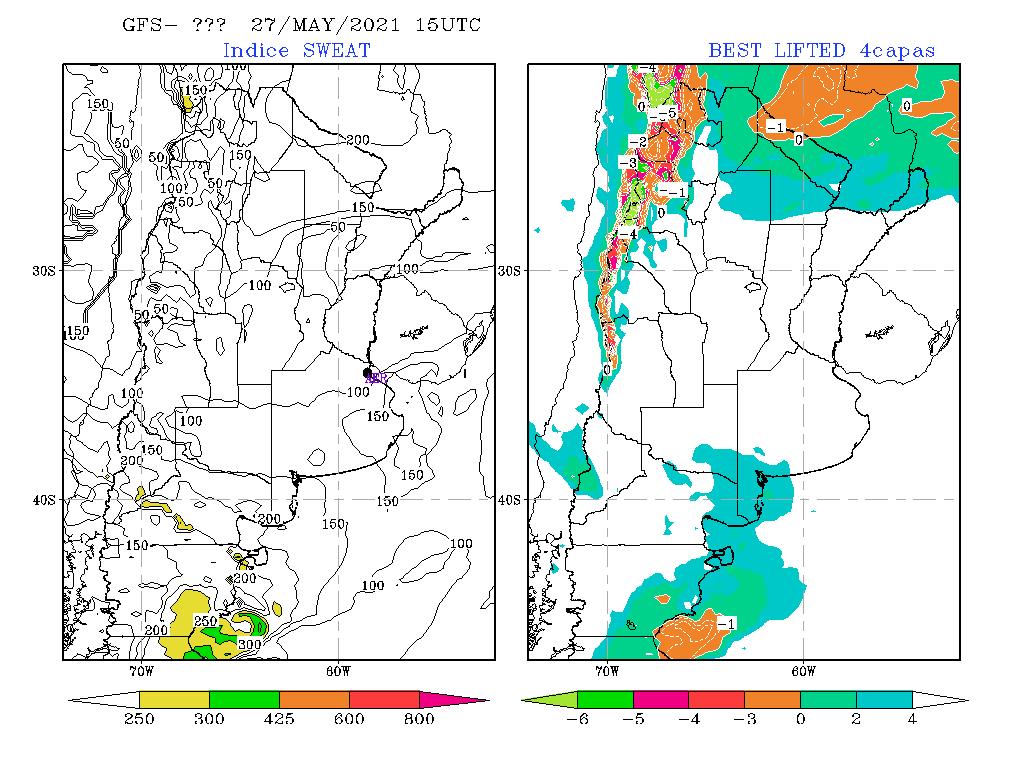 GFS— ??? 27/MAY/2021 15UTC
Indice SWEAT BEST LIFTED 4capas
100 -4
150 150 0 -5 0
50 200 -1 0
50 150 -2
100 50 -3
750 150 -1
50 0
-4
30S 100
100
50 50
150
0
AER
100 100
100 150
150
200 150
40S 150
200 150
150 100
200 100
250
200 300 -1
70W 60W 70W 60W
250 300 425 600 800 -6 -5 -4 -3 0 2 4